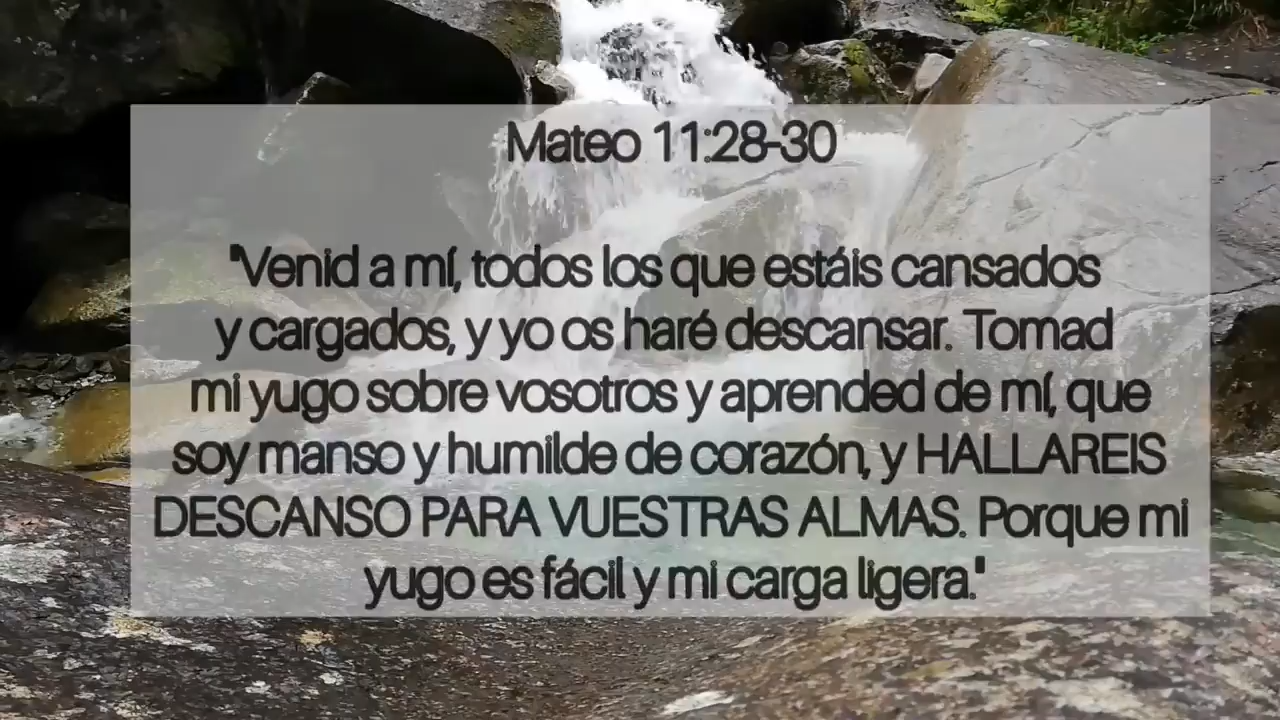 Mateo 11:28-30
"Venid a mí, todos los que estáis cansados
y cargados, y yo os haré descansar. Tomad
mi yugo sobre vosotros y aprended de mí, que
soy manso y humilde de corazón, y HALLAREIS
DESCANSO PARA VUESTRAS ALMAS. Porque mi
yugo es fácil y mi carga ligera."